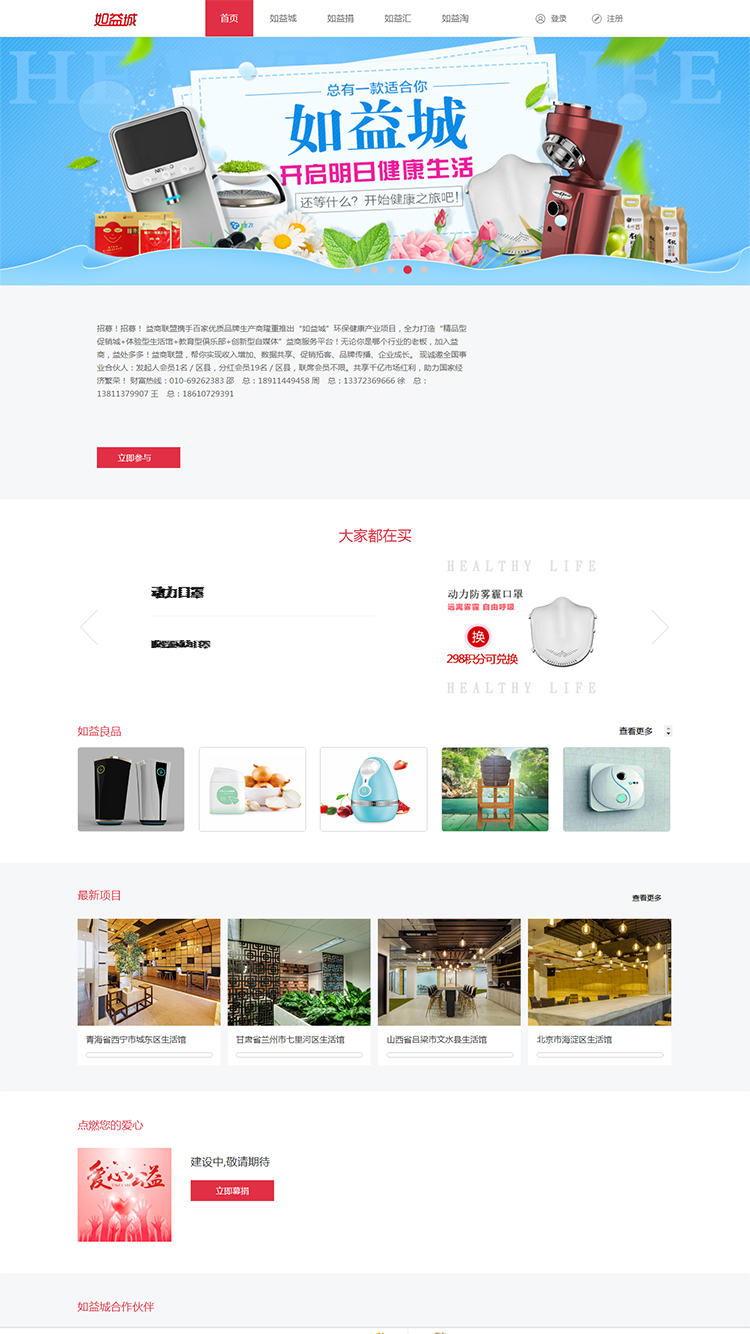 如益城
首页 如益城 如益捐 如益汇 如益淘 登录 注册
总有一款适合你
如益城
开启明日健康生活
还等什么？开始健康之旅吧！
招募！招募！ 益商联盟携手百家优质品牌生产商隆重推出“如益城”环保健康产业项目，全力打造“精品型
促销城+体验型生活馆+教育型俱乐部+创新型自媒体”益商服务平台！无论你是哪个行业的老板，加入益
商，益处多多！益商联盟，帮你实现收入增加、数据共享、促销拓客、品牌传播、企业成长。 现诚邀全国事
业合伙人：发起人会员1名 / 区县，分红会员19名 / 区县，联席会员不限。共享千亿市场红利，助力国家经
济繁荣！ 财富热线：010-69262383 邵　总：18911449458 周　总；13372369666 徐　总：
13811379907 王　总：18610729391
立即参与
大家都在买
HEALTHY LIFE
动力口罩
动力防雾霾口罩
远离雾霾 自由呼吸
换
298积分可兑换
HEALTHY LIFE
如益良品
查看更多
最新项目
查看更多
青海省西宁市城东区生活馆
甘肃省兰州市七里河区生活馆
山西省吕梁市文水县生活馆
北京市海淀区生活馆
点燃您的爱心
爱心公益
建设中,敬请期待
立即募捐
如益城合作伙伴